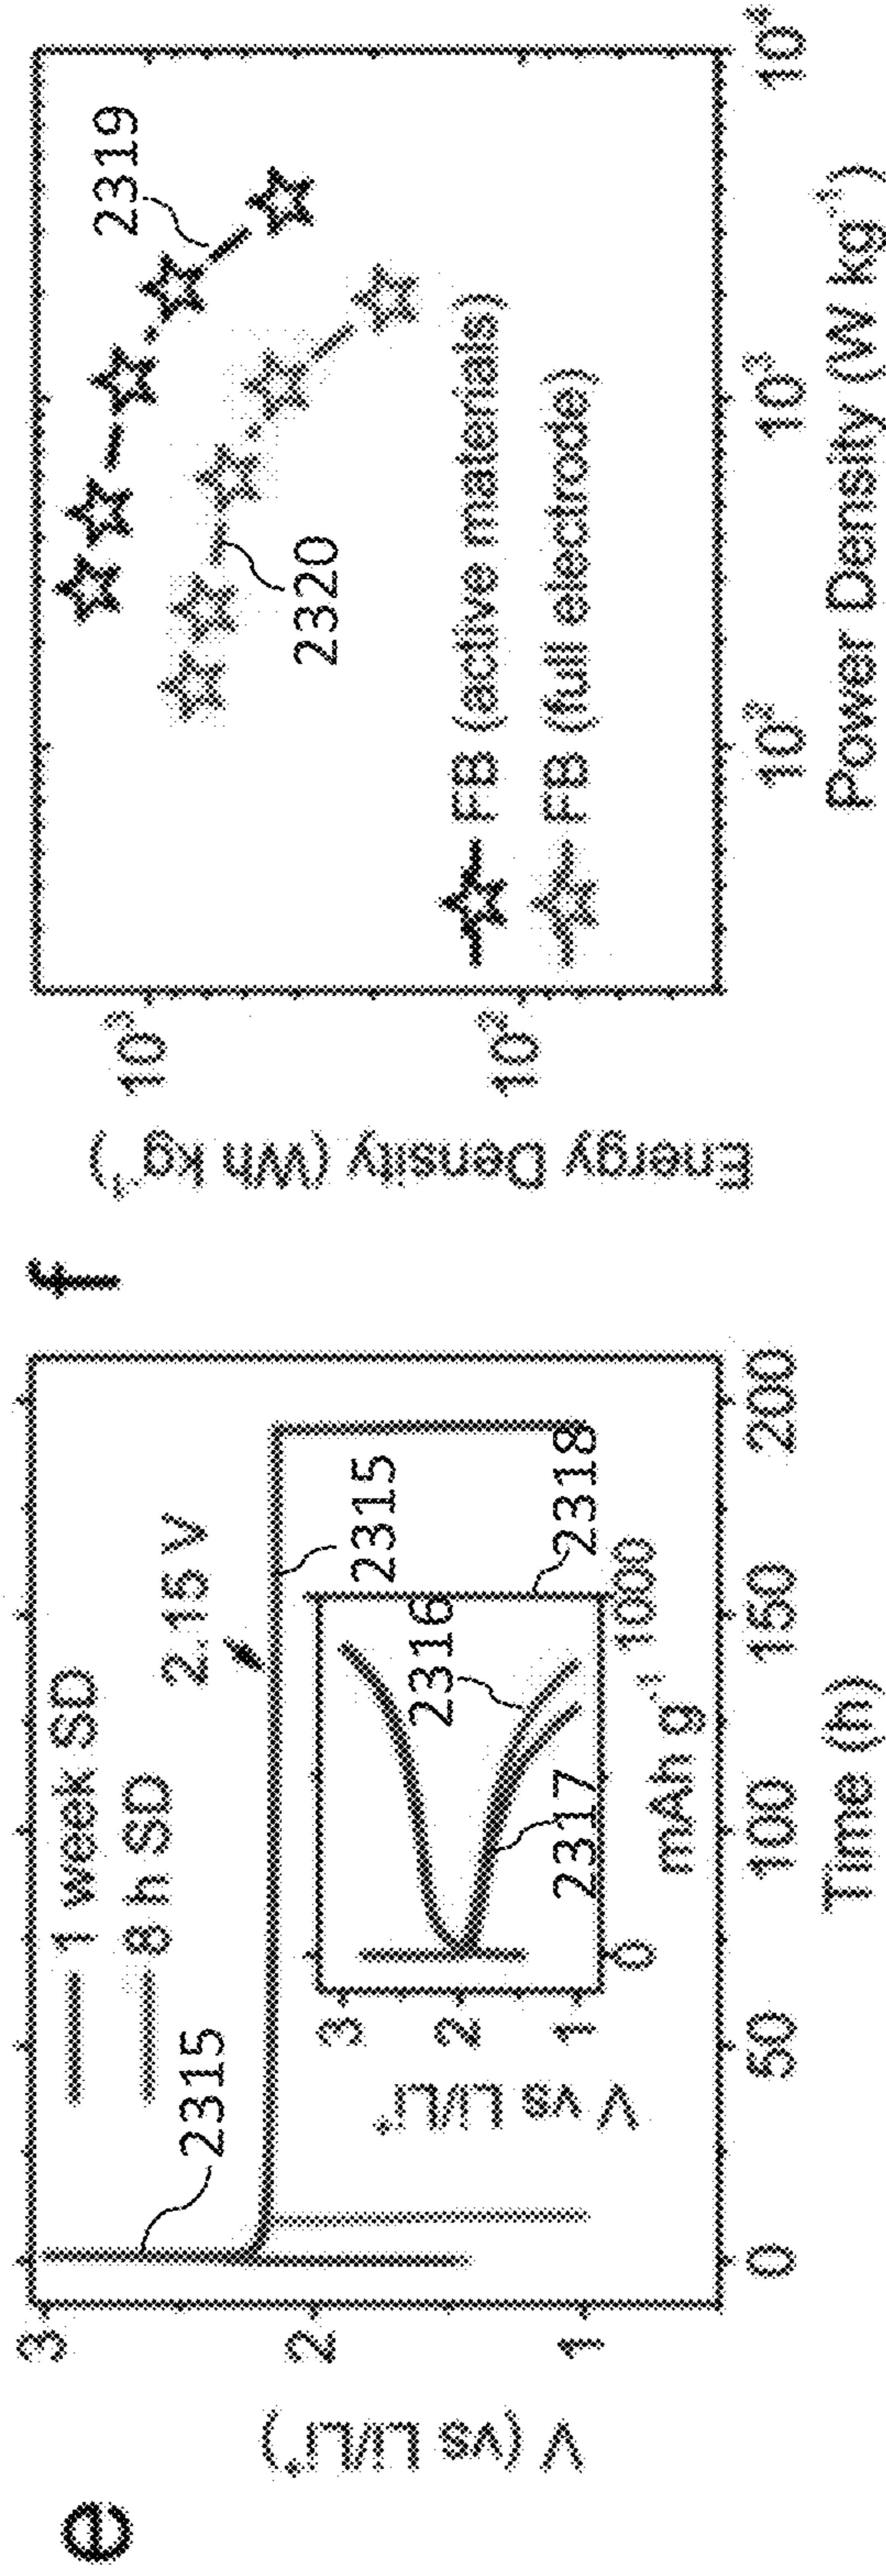 e
V (vs Li/Li⁺)
3
2
1
1 week SD
8 h SD
2315
2.15 V
2315
V vs Li/Li⁺
3
2
1
2316
2317
2318
0
1000
mAh g⁻¹
0
50
100
150
200
Time (h)
f
Energy Density (Wh kg⁻¹)
10³
10²
2319
2320
FB (active materials)
FB (full electrode)
10²
10³
10⁴
Power Density (W kg⁻¹)